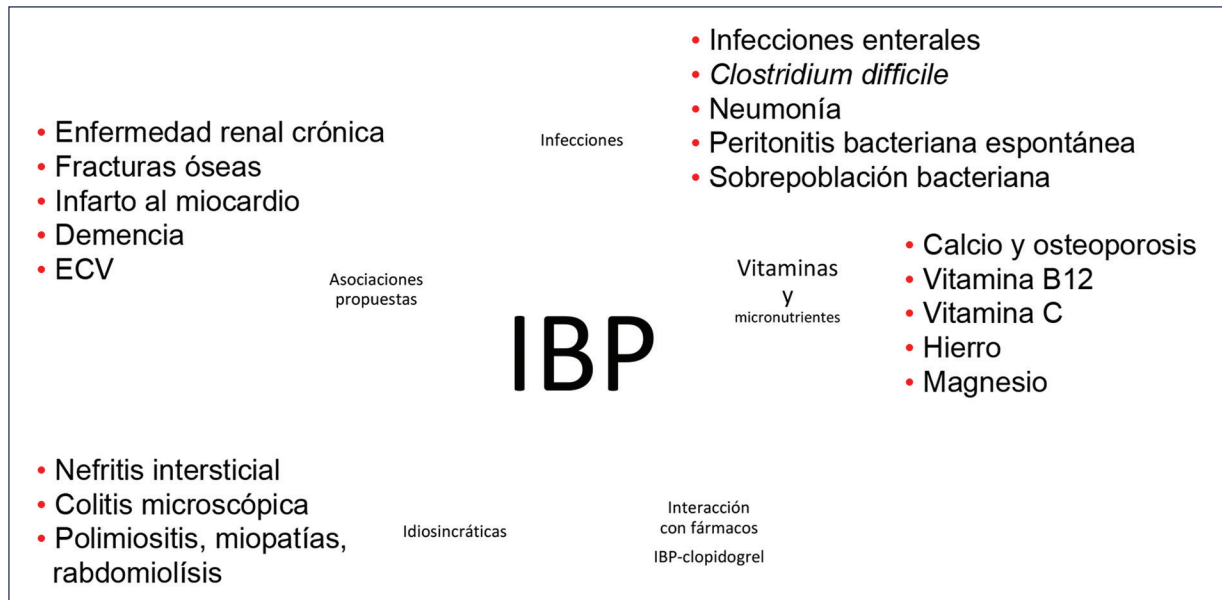 • Infecciones enterales
• Clostridium difficile
• Neumonía
• Peritonitis bacteriana espontánea
• Sobrepoblación bacteriana
Infecciones
• Enfermedad renal crónica
• Fracturas óseas
• Infarto al miocardio
• Demencia
• ECV
Asociaciones
propuestas
Vitaminas
y
micronutrientes
• Calcio y osteoporosis
• Vitamina B12
• Vitamina C
• Hierro
• Magnesio
IBP
• Nefritis intersticial
• Colitis microscópica
• Polimiositis, miopatías,
rabdomiolísis
Idiosincráticas
Interacción
con fármacos
IBP-clopidogrel